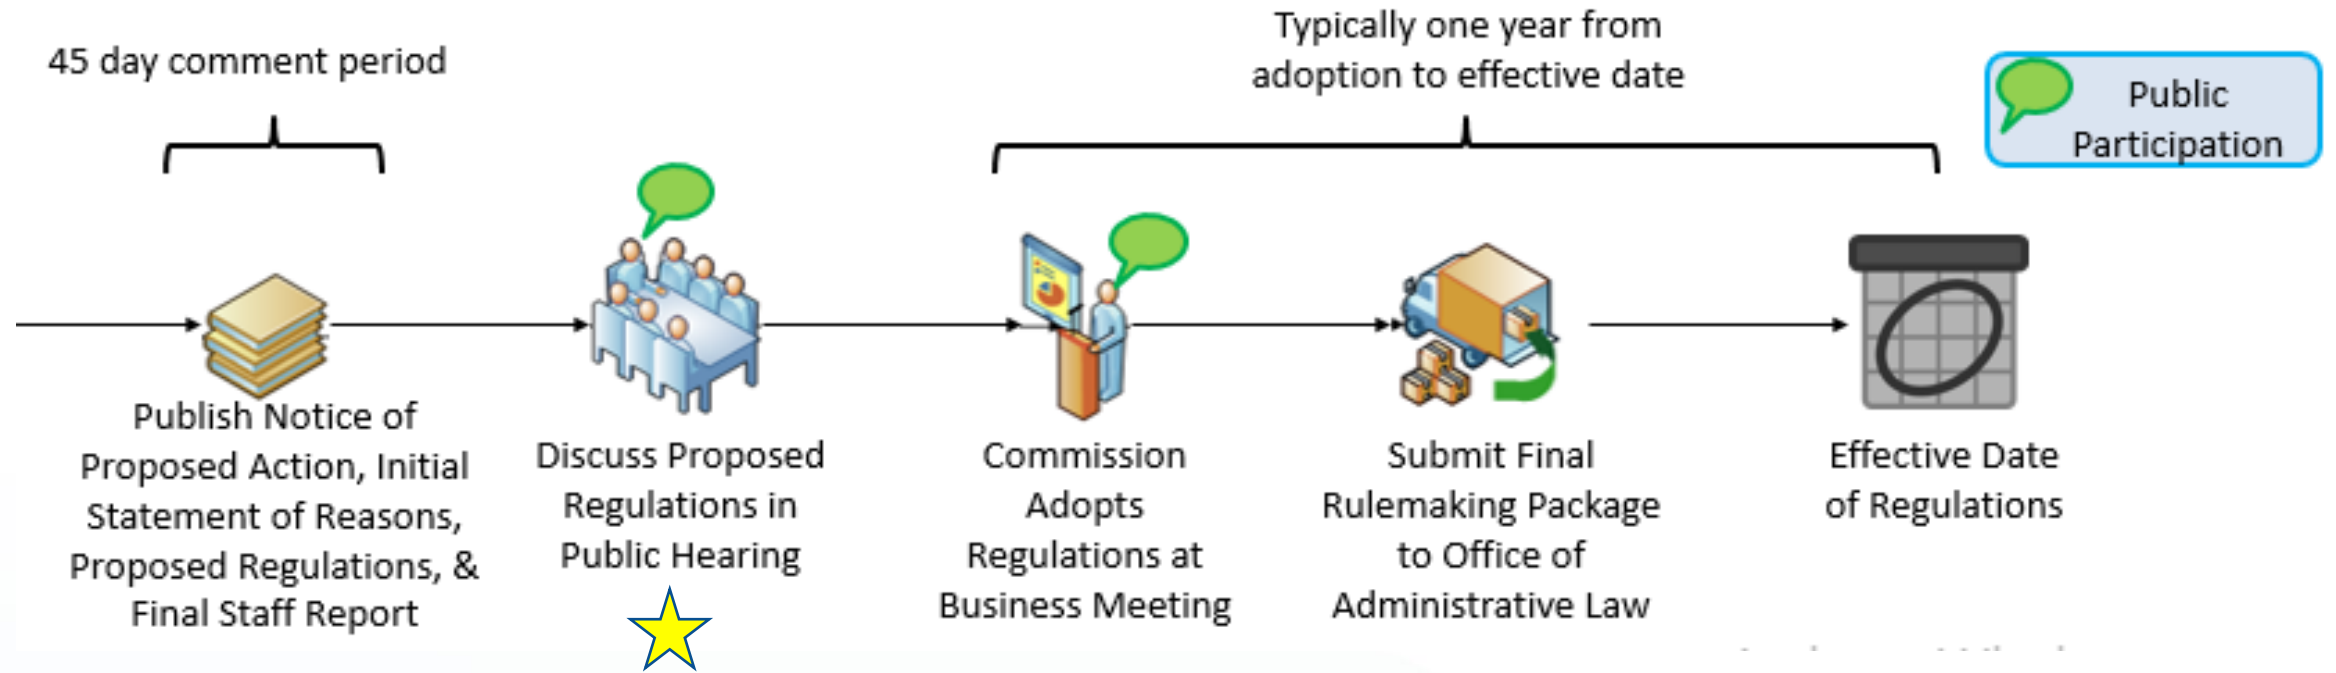 45 day comment period
Typically one year from
adoption to effective date
Public
Participation
Publish Notice of
Proposed Action, Initial
Statement of Reasons,
Proposed Regulations, &
Final Staff Report
Discuss Proposed
Regulations in
Public Hearing
Commission
Adopts
Regulations at
Business Meeting
Submit Final
Rulemaking Package
to Office of
Administrative Law
Effective Date
of Regulations